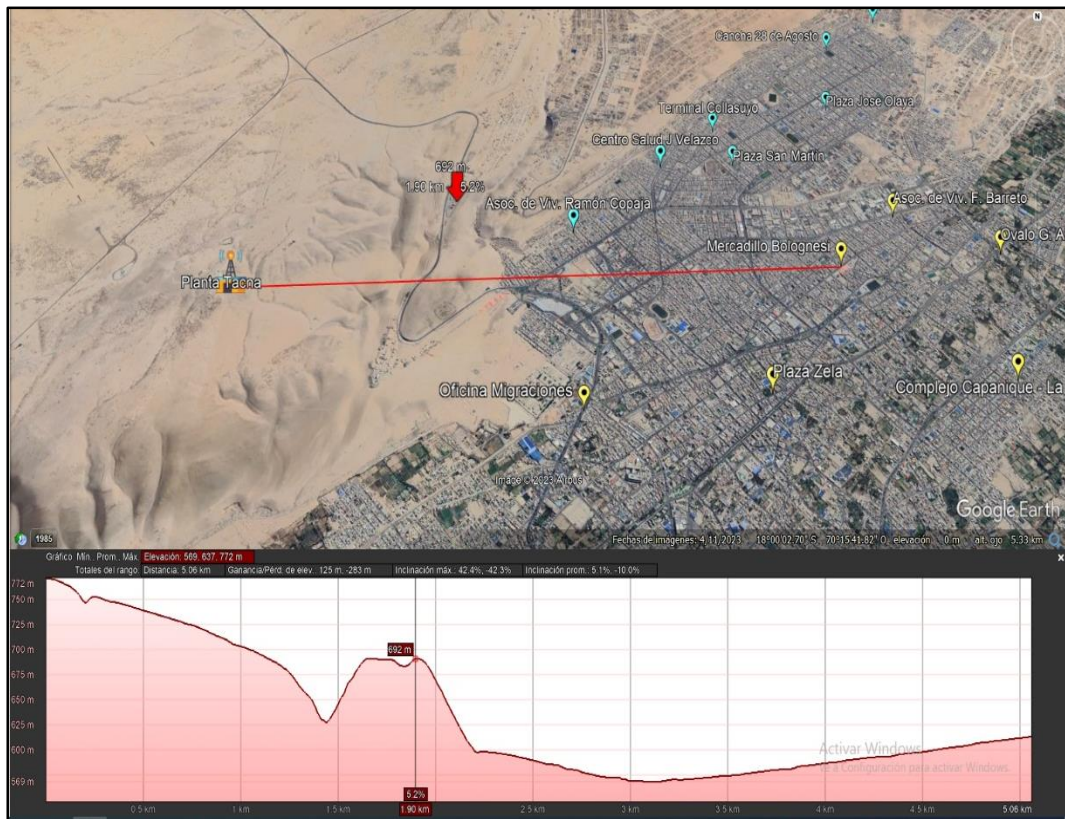 N
Cancha 28 de Agosto
Plaza José Olaya
Terminal Collasuyo
Centro Salud J Velazco
Plaza San Martín
692 m
1.90 km
5.2%
Asoc. de Viv. Ramón Copaja
Asoc. de Viv. F. Barreto
Mercadillo Bolognesi
Ovalo G. A
Planta Tacna
Plaza Zela
Oficina Migraciones
Complejo Capanique - La
Image © 2023 Airbus
Google Earth
1985
Fechas de imágenes: 4,11/2023 18°00'02.70" S 70°15'41.82" O elevación 0 m alt. ojo 5.33 km
Gráfico: Mín., Prom., Máx. Elevación: 569, 637, 772 m
Totales del rango: Distancia: 5.06 km Ganancia/Pérd. de elev.: 125 m, -283 m Inclinación máx.: 42.4%, -42.3% Inclinación prom.: 5.1%, -10.0%
772 m
750 m
725 m
700 m
692 m
675 m
650 m
625 m
600 m
569 m
Activar Windows
Ve a Configuración para activar Windows.
5.2%
0.5 km 1 km 1.5 km 1.90 km 2.5 km 3 km 3.5 km 4 km 4.5 km 5.06 km